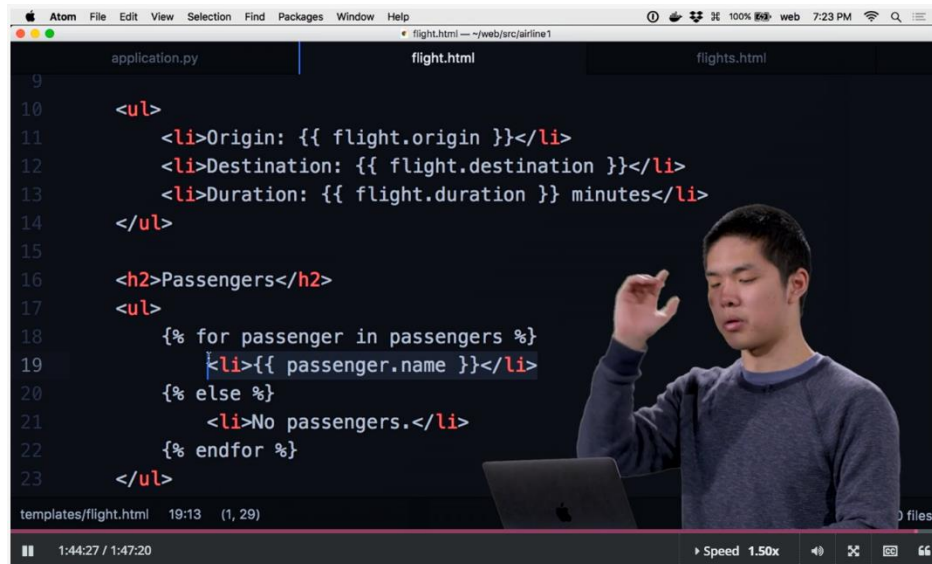 Atom File Edit View Selection Find Packages Window Help 100% web 7:23 PM
flight.html — ~/web/src/airline1
application.py flight.html flights.html
9
10 <ul>
11 <li>Origin: {{ flight.origin }}</li>
12 <li>Destination: {{ flight.destination }}</li>
13 <li>Duration: {{ flight.duration }} minutes</li>
14 </ul>
15
16 <h2>Passengers</h2>
17 <ul>
18 {% for passenger in passengers %}
19 <li>{{ passenger.name }}</li>
20 {% else %}
21 <li>No passengers.</li>
22 {% endfor %}
23 </ul>
templates/flight.html 19:13 (1, 29) 0 files
1:44:27 / 1:47:20 Speed 1.50x CC